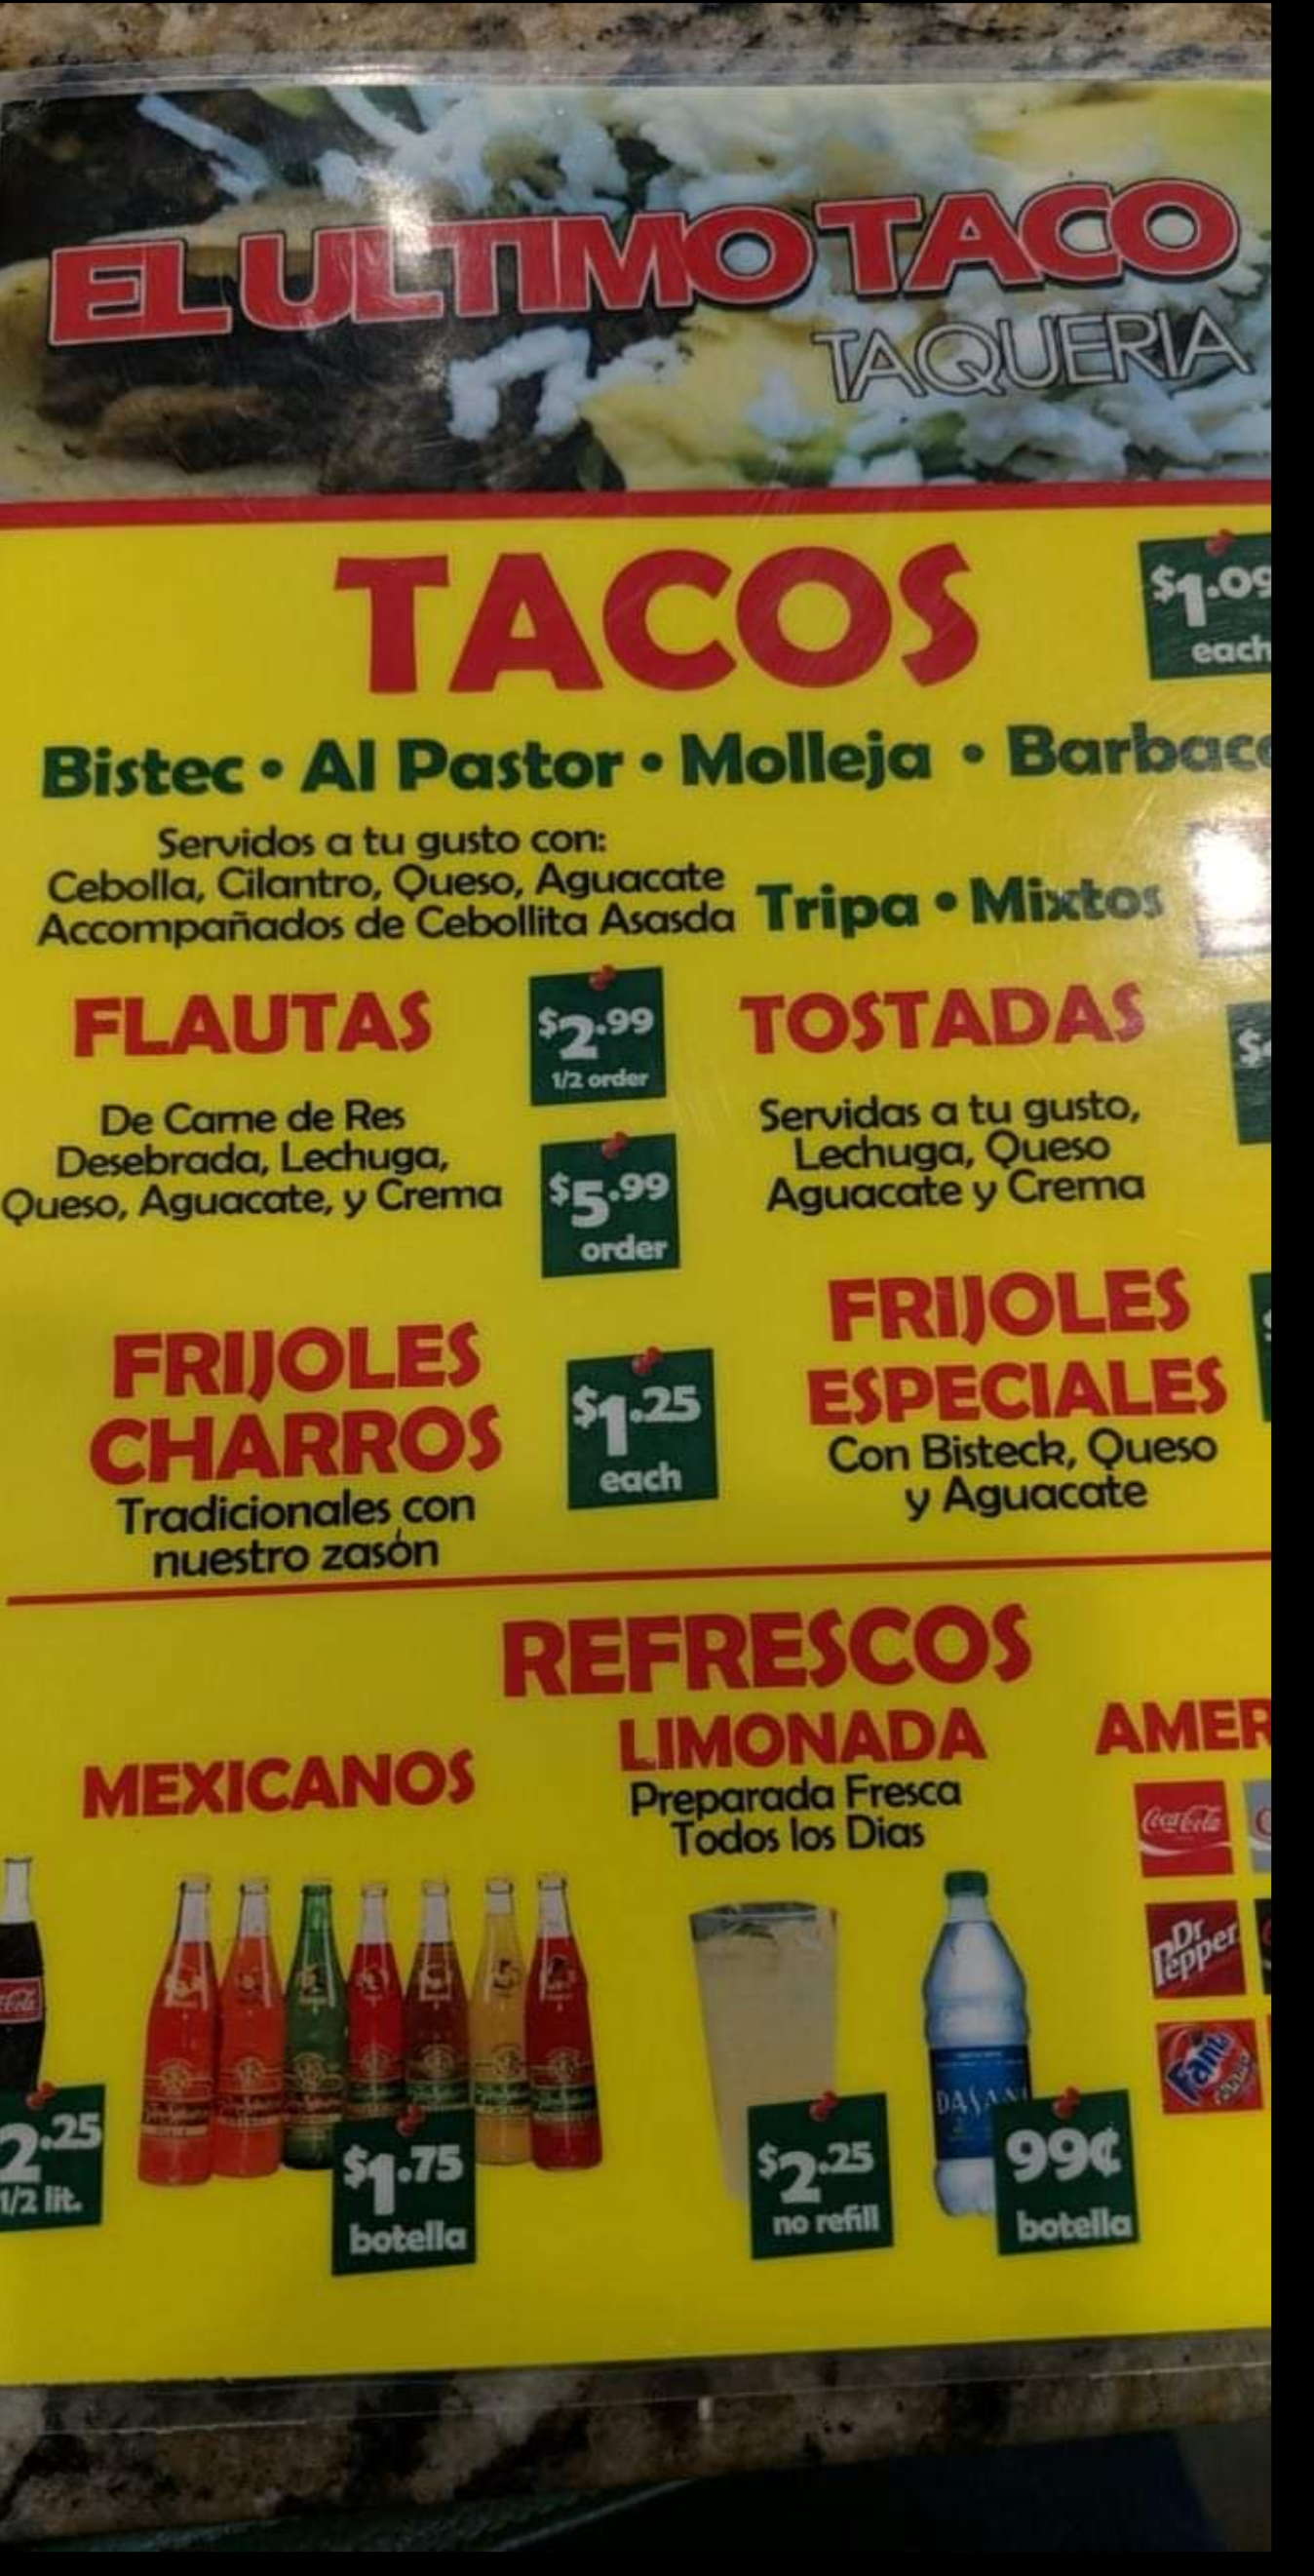 EL ULTIMO TACO
TAQUERIA
TACOS
$1.09
each
Bistec • Al Pastor • Molleja •
Servidos a tu gusto con:
Cebolla, Cilantro, Queso, Aguacate
Accompañados de Cebollita Asasda
Tripa • Mixtos
FLAUTAS
$2.99
1/2 order
De Carne de Res
Desebrada, Lechuga,
Queso, Aguacate, y Crema
$5.99
order
TOSTADAS
Servidas a tu gusto,
Lechuga, Queso
Aguacate y Crema
FRIJOLES
CHARROS
Tradicionales con
nuestro zasón
$1.25
each
FRIJOLES
ESPECIALES
Con Bisteck, Queso
y Aguacate
REFRESCOS
MEXICANOS
2.25
1/2 lit.
$1.75
botella
LIMONADA
Preparada Fresca
Todos los Dias
$2.25
no refill
DASANI
99¢
botella
Coca-Cola
Dr
Pepper
Fanta